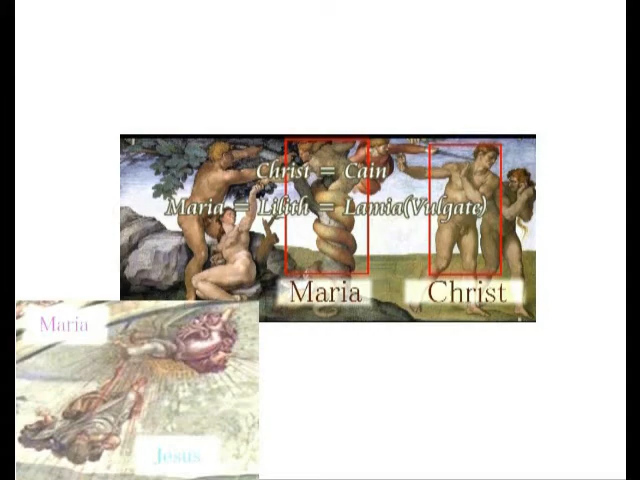 Christ = Cain
Maria = Lilith = Lamia(Vulgate)
Maria
Christ
Maria
Jesus